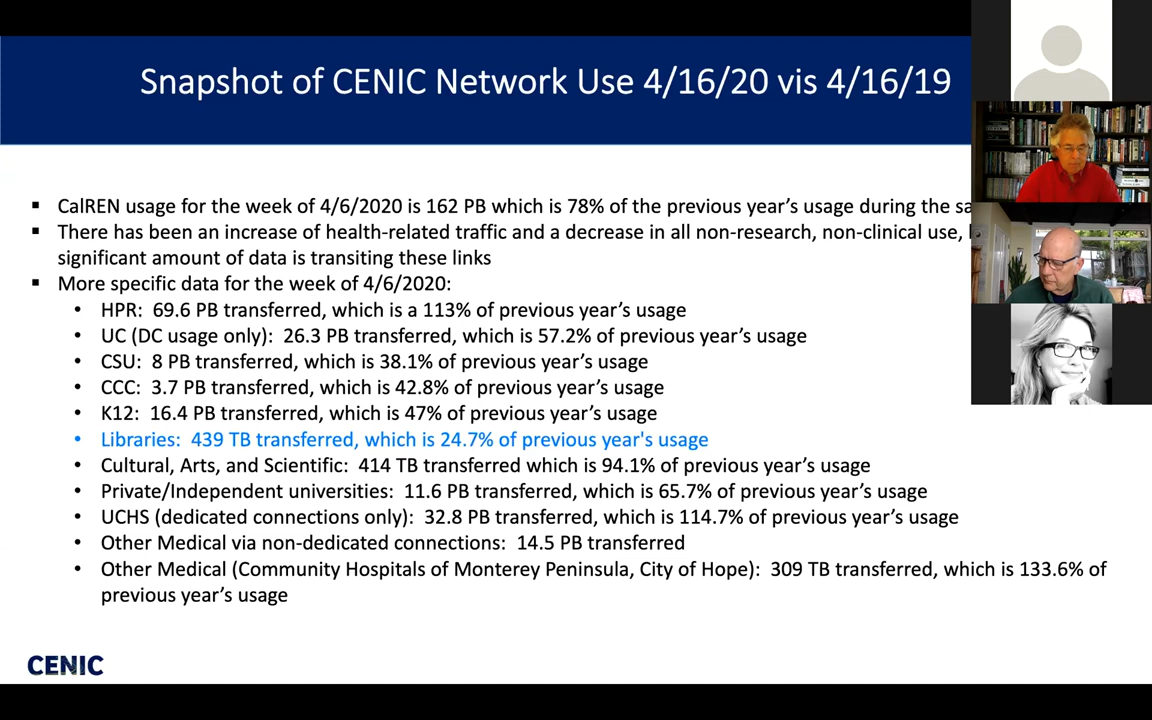 Snapshot of CENIC Network Use 4/16/20 vis 4/16/19
▪ CalREN usage for the week of 4/6/2020 is 162 PB which is 78% of the previous year's usage during the
▪ There has been an increase of health-related traffic and a decrease in all non-research, non-clinical use,
significant amount of data is transiting these links
▪ More specific data for the week of 4/6/2020:
• HPR: 69.6 PB transferred, which is a 113% of previous year's usage
• UC (DC usage only): 26.3 PB transferred, which is 57.2% of previous year's usage
• CSU: 8 PB transferred, which is 38.1% of previous year's usage
• CCC: 3.7 PB transferred, which is 42.8% of previous year's usage
• K12: 16.4 PB transferred, which is 47% of previous year's usage
• Libraries: 439 TB transferred, which is 24.7% of previous year's usage
• Cultural, Arts, and Scientific: 414 TB transferred which is 94.1% of previous year's usage
• Private/Independent universities: 11.6 PB transferred, which is 65.7% of previous year's usage
• UCHS (dedicated connections only): 32.8 PB transferred, which is 114.7% of previous year's usage
• Other Medical via non-dedicated connections: 14.5 PB transferred
• Other Medical (Community Hospitals of Monterey Peninsula, City of Hope): 309 TB transferred, which is 133.6% of
previous year's usage
CENIC